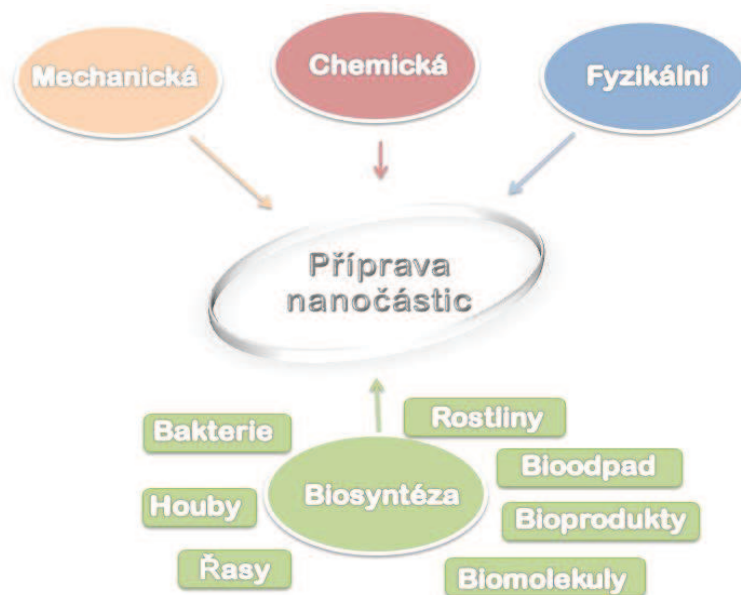 Mechanická
Chemická
Fyzikální
Příprava
nanočástic
Bakterie
Rostliny
Bioodpad
Houby
Biosyntéza
Bioprodukty
Řasy
Biomolekuly